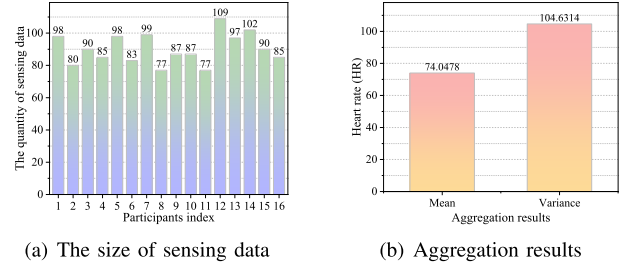 The quantity of sensing data
100
80
60
40
20
0
98 80 90 85 98 83 99 77 87 87 77 109 97 102 90 85
1 2 3 4 5 6 7 8 9 10 11 12 13 14 15 16
Participants index
(a) The size of sensing data
Heart rate (HR)
100
80
60
40
20
0
74.0478 104.6314
Mean Variance
Aggregation results
(b) Aggregation results